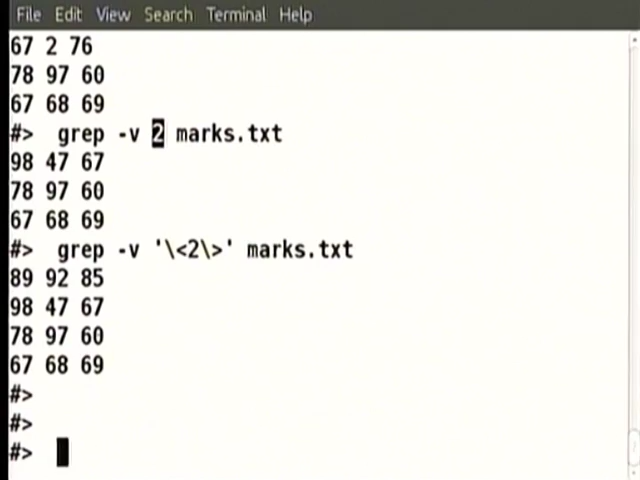 File Edit View Search Terminal Help
67 2 76
78 97 60
67 68 69
#> grep -v 2 marks.txt
98 47 67
78 97 60
67 68 69
#> grep -v '\<2\>' marks.txt
89 92 85
98 47 67
78 97 60
67 68 69
#>
#>
#>